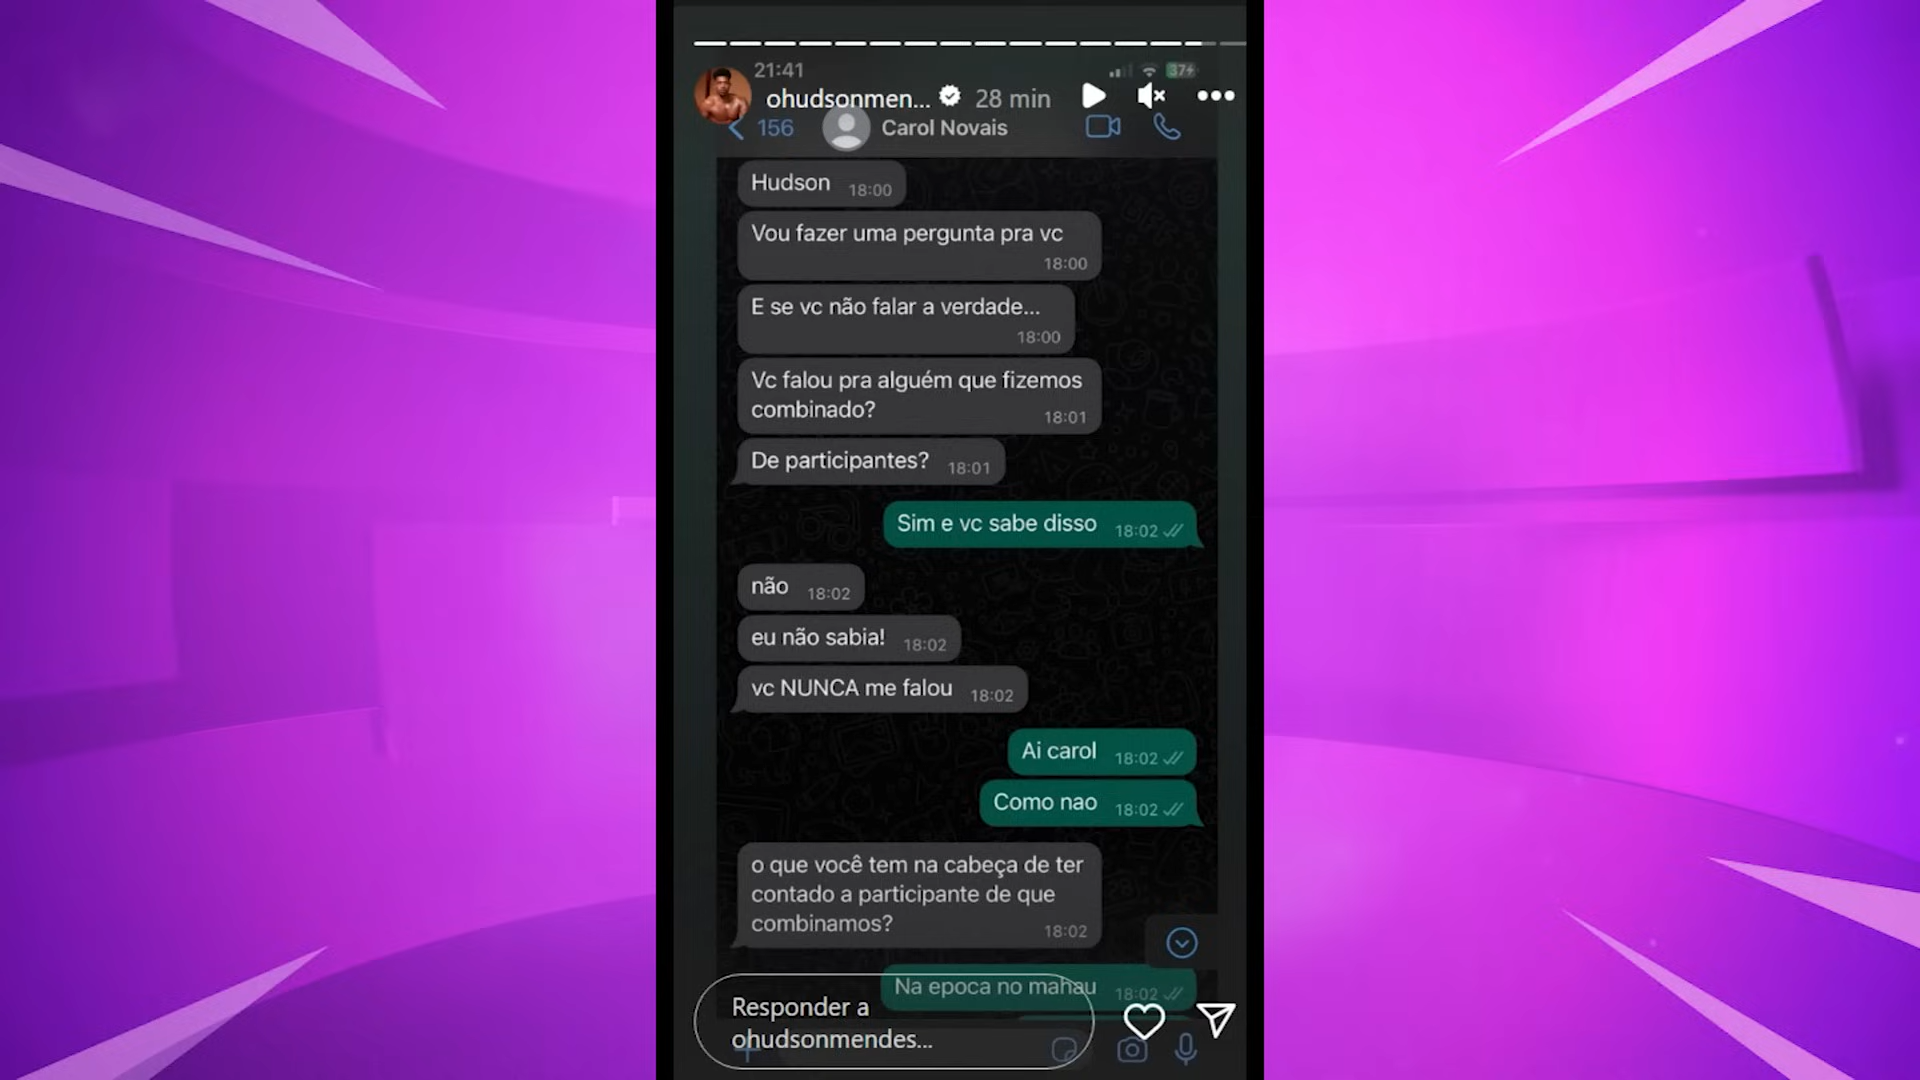 21:41
37
ohudsonmen... 28 min
156 Carol Novais
Hudson 18:00
Vou fazer uma pergunta pra vc
18:00
E se vc não falar a verdade...
18:00
Vc falou pra alguém que fizemos
combinado? 18:01
De participantes? 18:01
Sim e vc sabe disso 18:02
não 18:02
eu não sabia! 18:02
vc NUNCA me falou 18:02
Ai carol 18:02
Como nao 18:02
o que você tem na cabeça de ter
contado a participante de que
combinamos? 18:02
Na epoca no mahau 18:02
Responder a
ohudsonmendes...